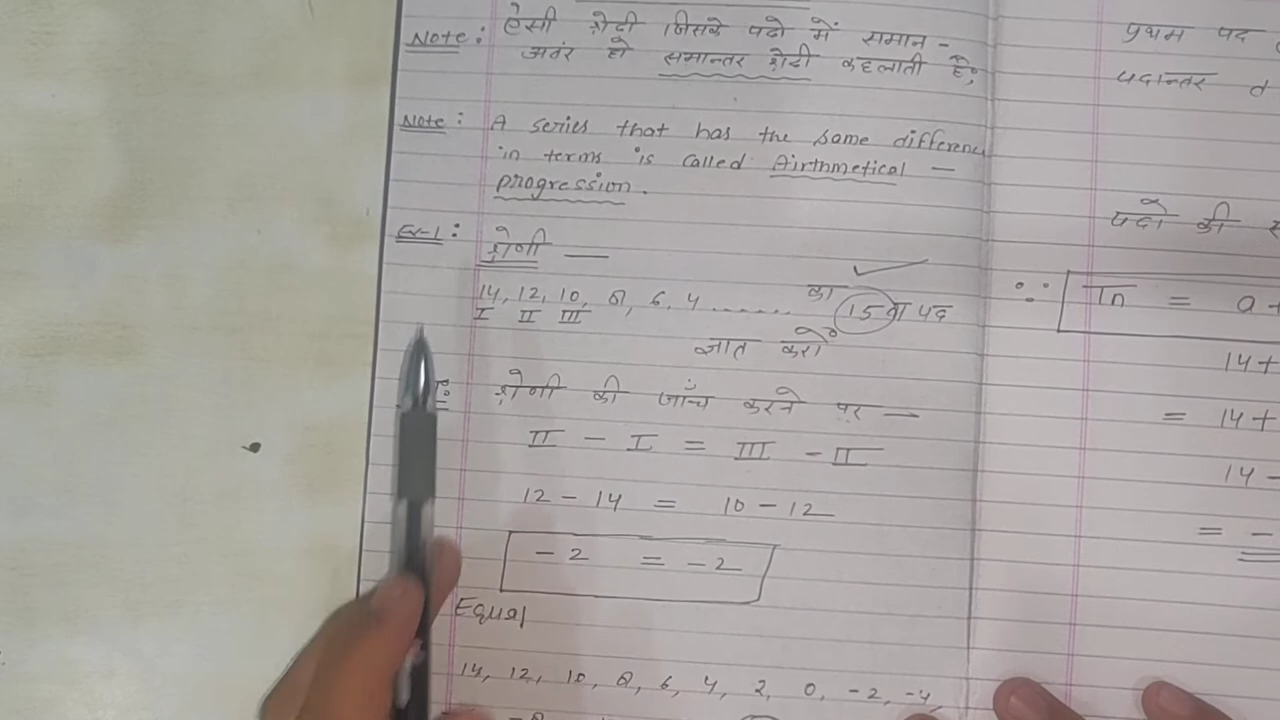 Note: ऐसी श्रेढी जिसके पदो में समान -
अतंर हो समान्तर श्रेढी कहलाती है;
Note: A series that has the same differenc
in terms is called Airthmetical —
progression.
Ex-1: श्रेणी —
14, 12, 10, 8, 6, 4 ....... का 15वा पद
I II III
ज्ञात करो
श्रेणी की जाँच करने पर —
II - I = III - II
12 - 14 = 10 - 12
- 2 = - 2
Equal
14, 12, 10, 8, 6, 4, 2, 0, -2, -4,
प्रथम पद
पदान्तर d
पदो की
∵ Tn = a +
14 +
= 14 +
14 -
= -